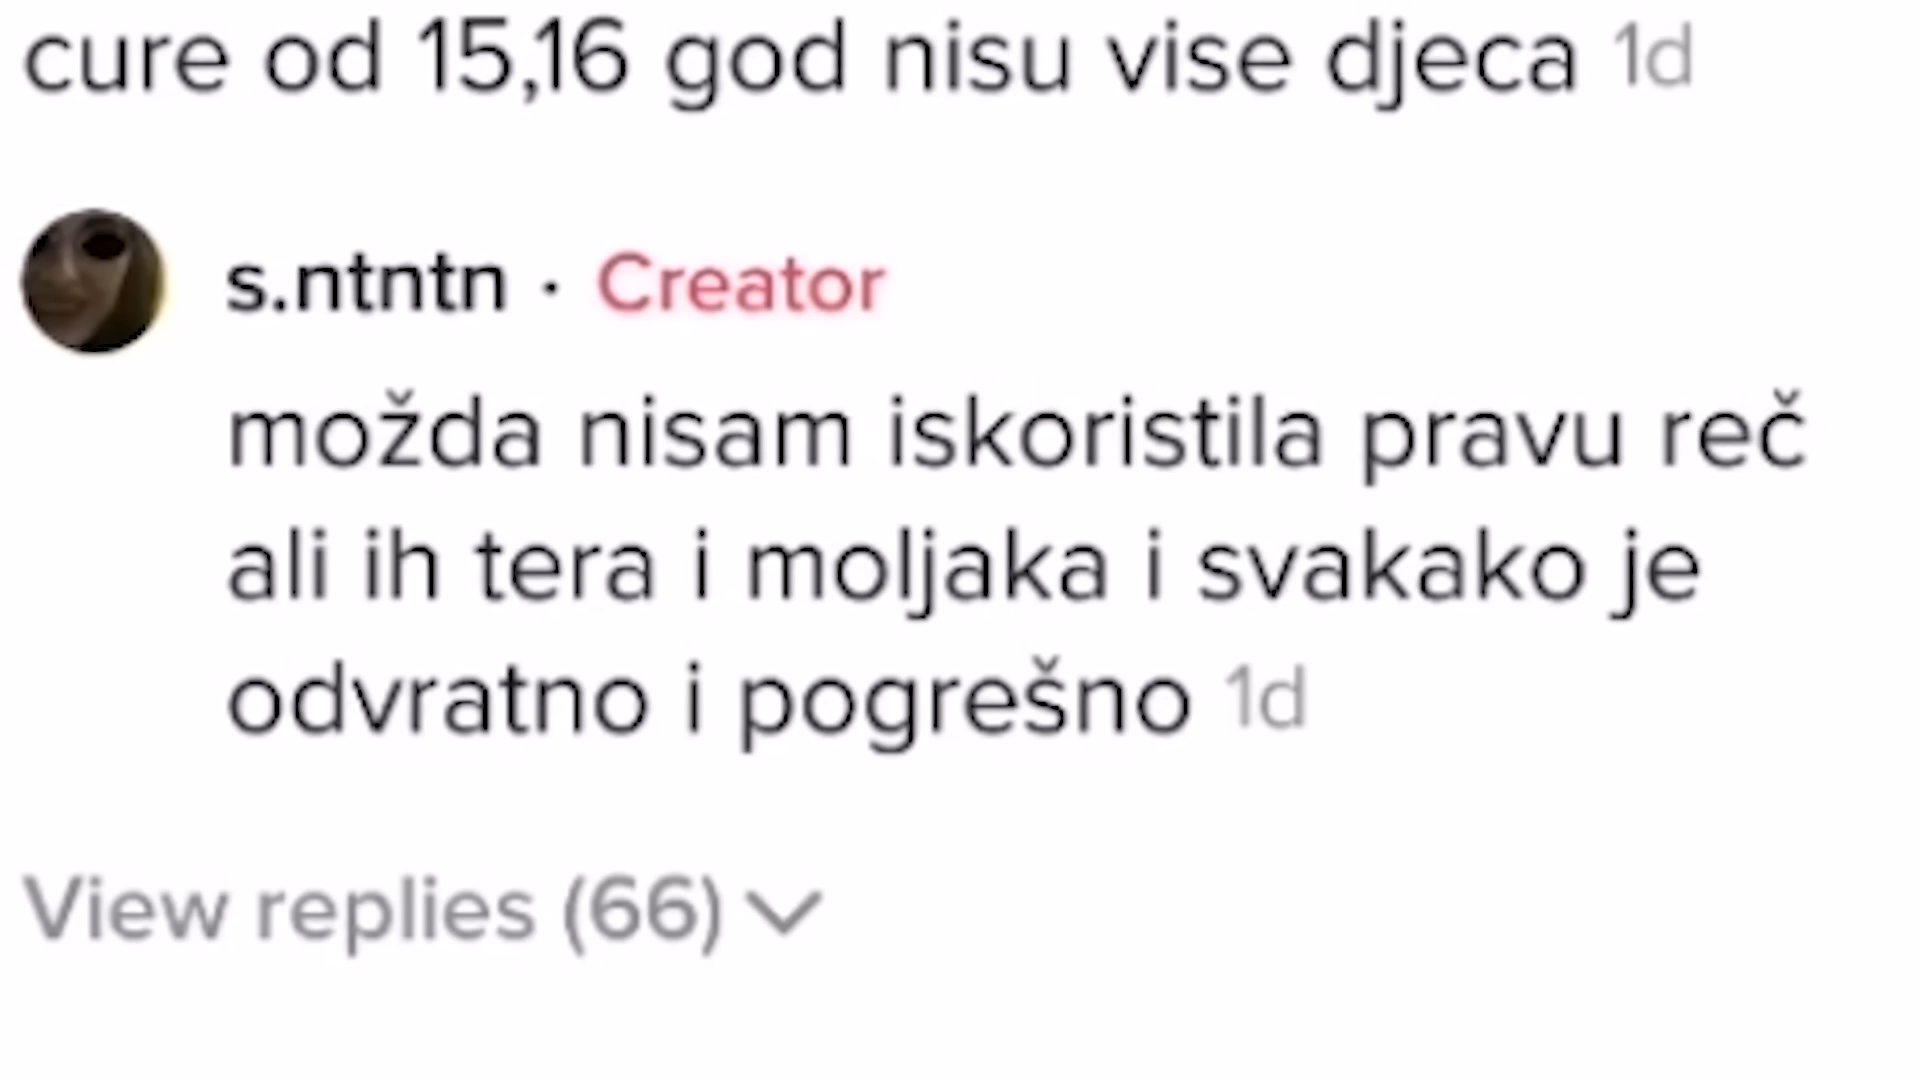 cure od 15,16 god nisu vise djeca 1d
s.ntntn · Creator
možda nisam iskoristila pravu reč
ali ih tera i moljaka i svakako je
odvratno i pogrešno 1d
View replies (66)